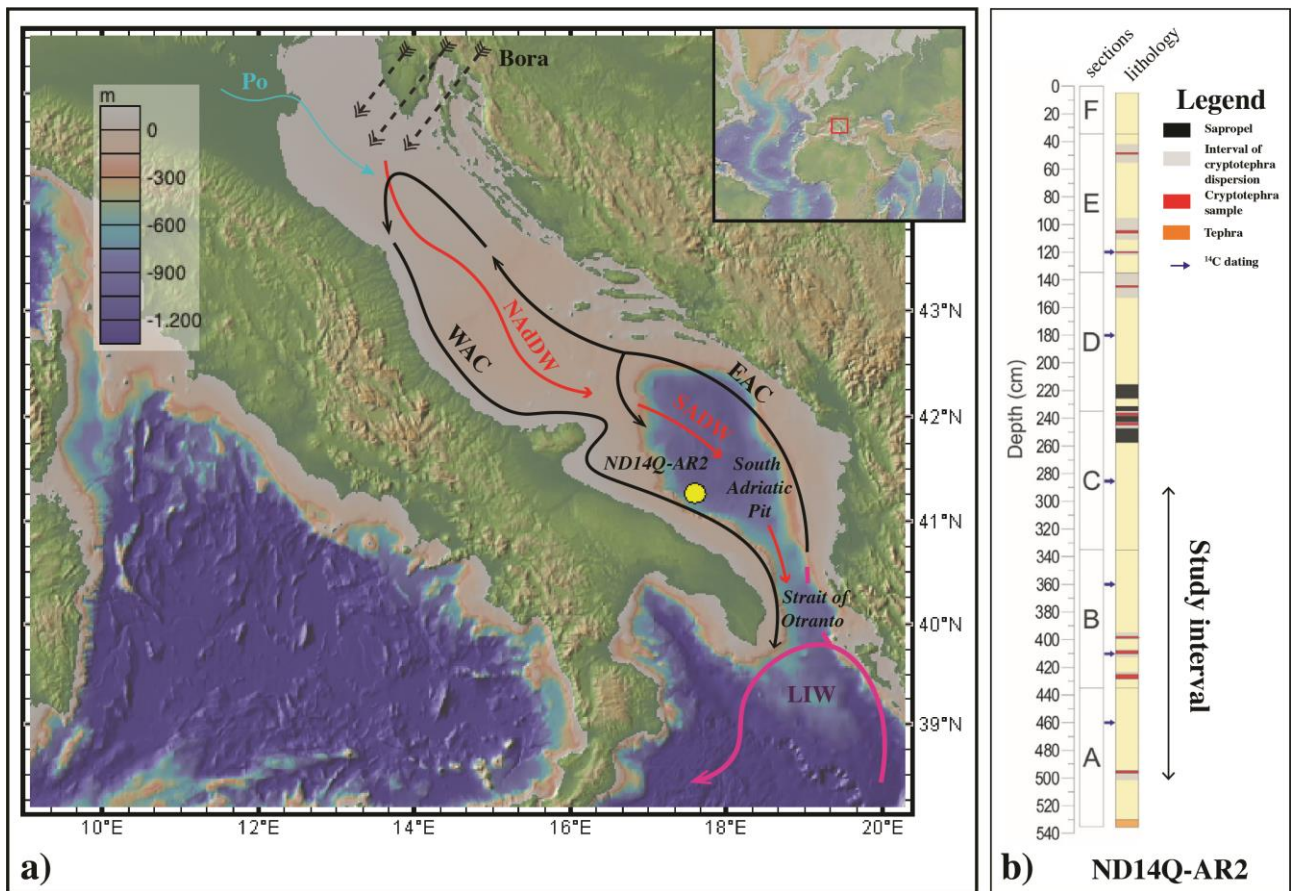 Po
Bora
m
0
-300
-600
-900
-1.200
NAdDW
WAC
EAC
SADW
ND14Q-AR2
South
Adriatic
Pit
Strait of
Otranto
LIW
43°N
42°N
41°N
40°N
39°N
10°E
12°E
14°E
16°E
18°E
20°E
a)
sections
lithology
Depth (cm)
0
20
40
60
80
100
120
140
160
180
200
220
240
260
280
300
320
340
360
380
400
420
440
460
480
500
520
540
F
E
D
C
B
A
Legend
Sapropel
Interval of
cryptotephra
dispersion
Cryptotephra
sample
Tephra
¹⁴C dating
Study interval
b)
ND14Q-AR2